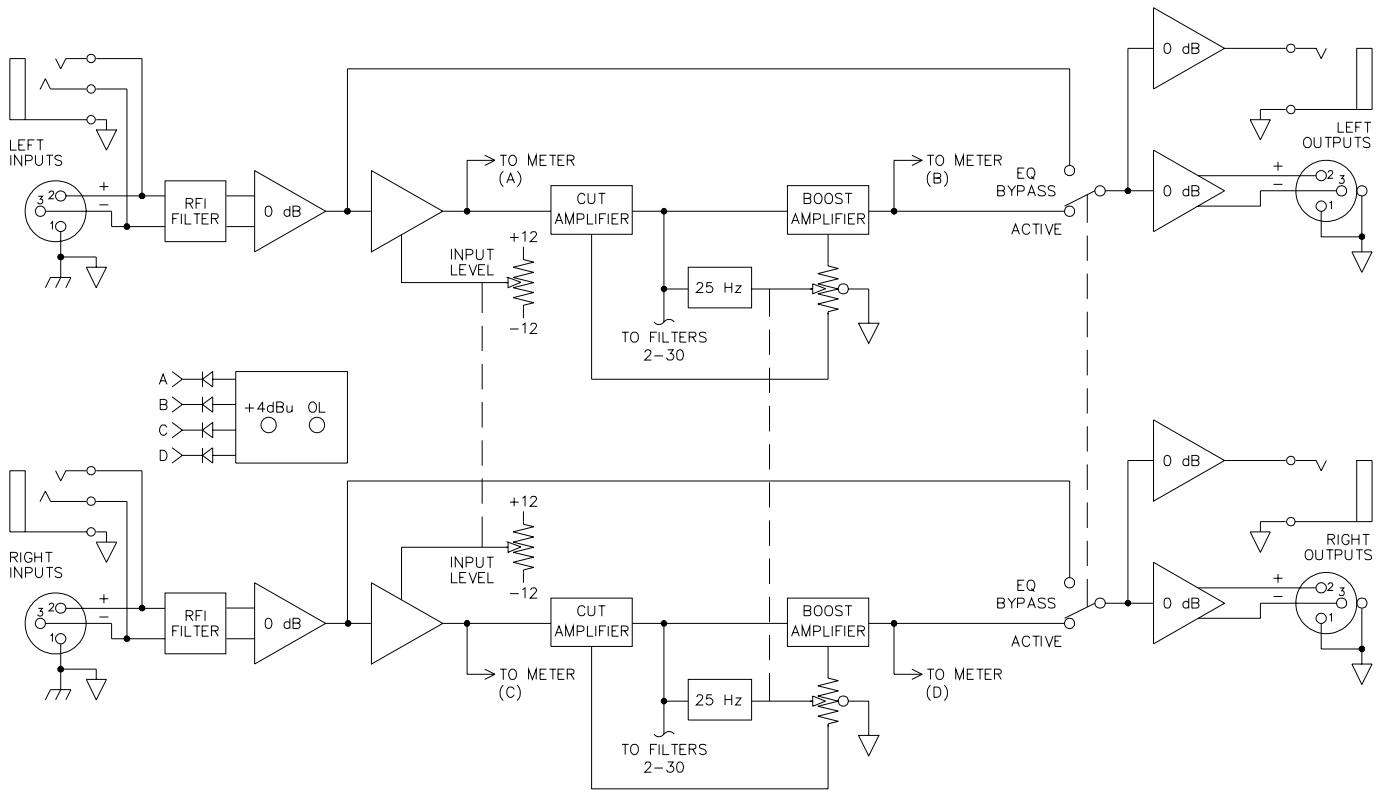 0 dB
LEFT
INPUTS
LEFT
OUTPUTS
TO METER
(A)
TO METER
(B)
EQ
BYPASS
ACTIVE
+
−
2
3
1
RFI
FILTER
0 dB
CUT
AMPLIFIER
BOOST
AMPLIFIER
0 dB
+
−
2
3
1
INPUT
LEVEL
+12
−12
25 Hz
TO FILTERS
2−30
A
B
C
D
+4dBu OL
0 dB
RIGHT
INPUTS
RIGHT
OUTPUTS
+12
INPUT
LEVEL
−12
EQ
BYPASS
ACTIVE
+
−
2
3
1
RFI
FILTER
0 dB
CUT
AMPLIFIER
BOOST
AMPLIFIER
0 dB
+
−
2
3
1
TO METER
(C)
TO METER
(D)
25 Hz
TO FILTERS
2−30